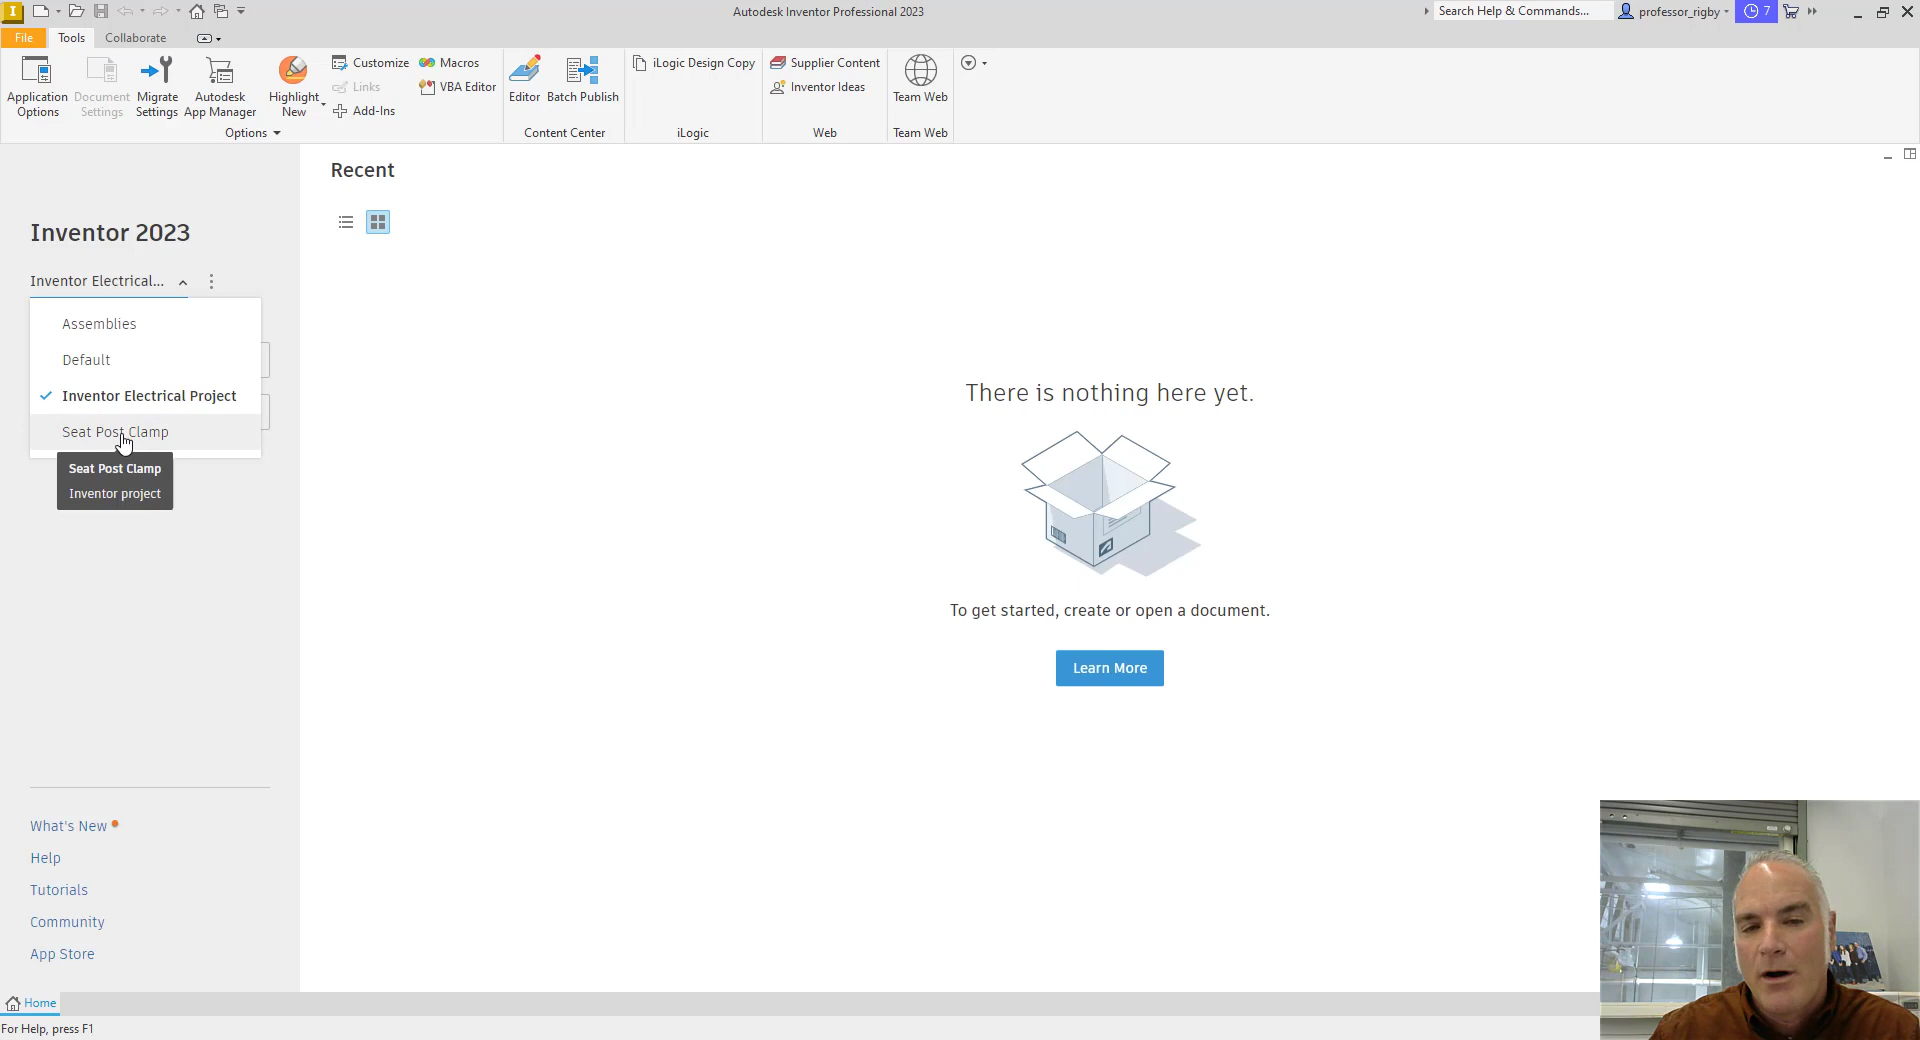 Autodesk Inventor Professional 2023
Search Help & Commands...
professor_rigby
7
File
Tools
Collaborate
Application Options
Document Settings
Migrate Settings
Autodesk App Manager
Highlight New
Customize
Links
Add-Ins
Macros
VBA Editor
Options
Editor
Batch Publish
Content Center
iLogic Design Copy
iLogic
Supplier Content
Inventor Ideas
Web
Team Web
Team Web
Inventor 2023
Inventor Electrical...
Assemblies
Default
Inventor Electrical Project
Seat Post Clamp
Seat Post Clamp
Inventor project
Recent
There is nothing here yet.
To get started, create or open a document.
Learn More
What's New
Help
Tutorials
Community
App Store
Home
For Help, press F1